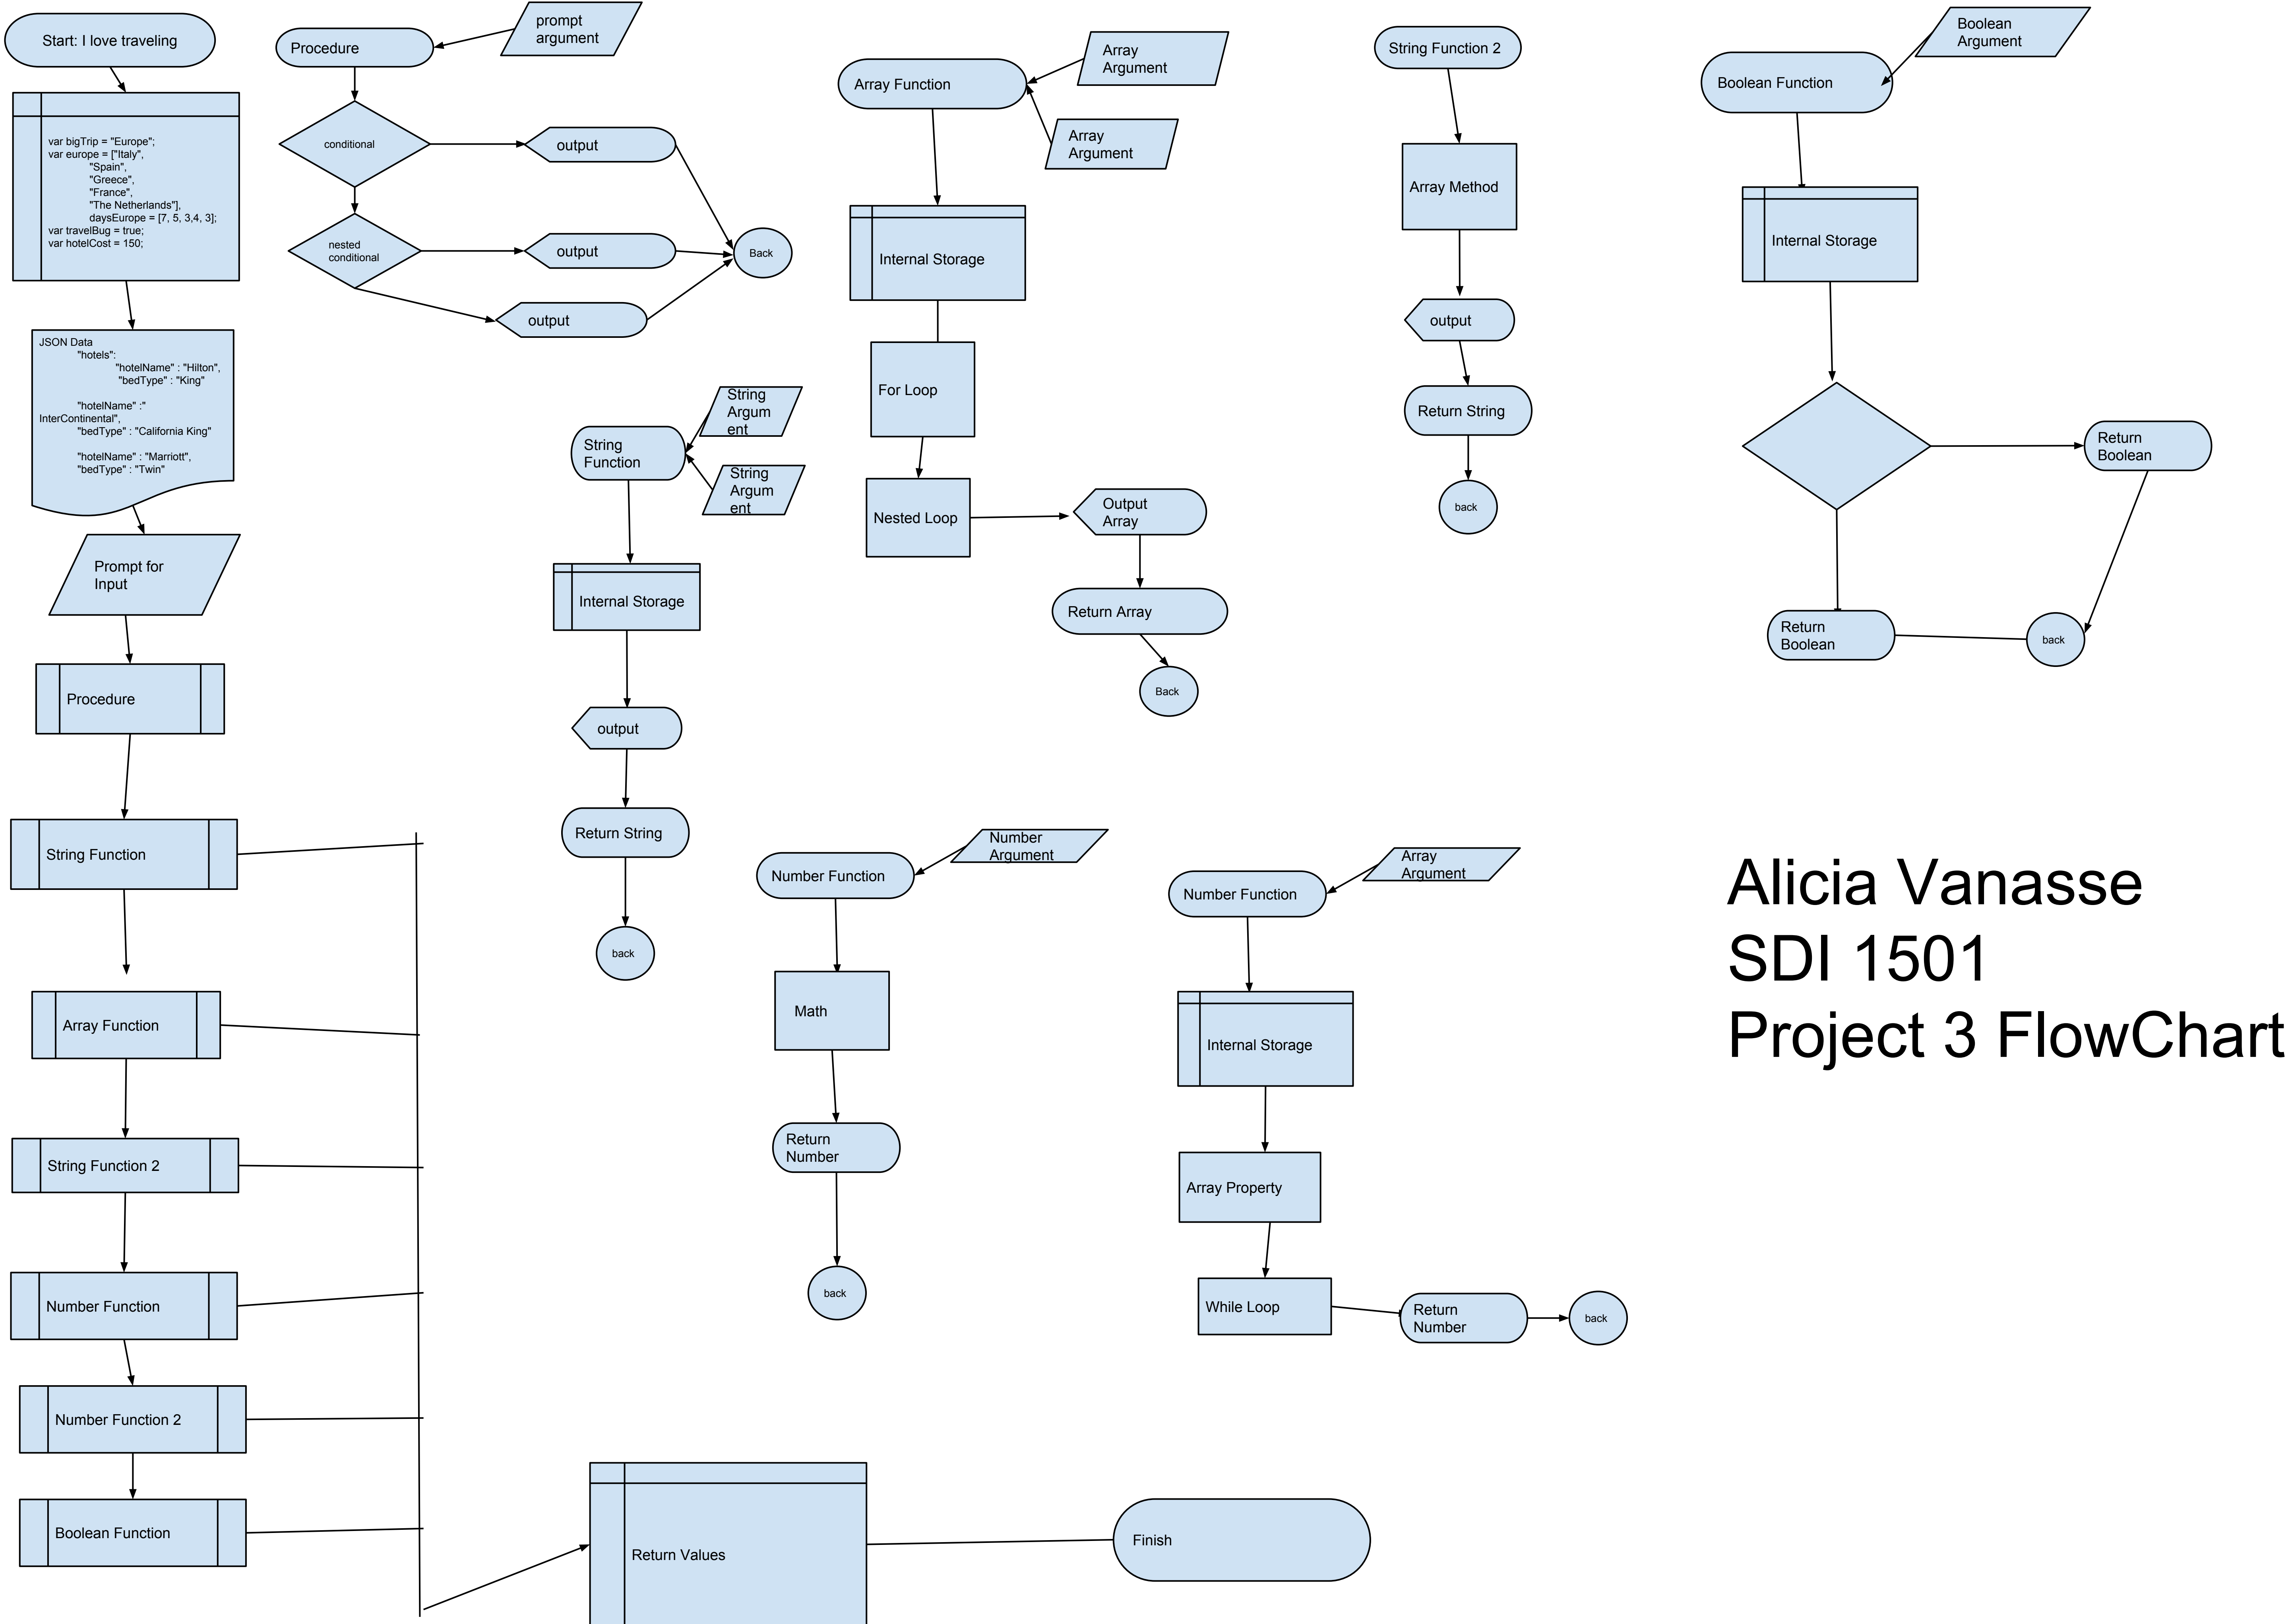 Start: I love traveling
var bigTrip = "Europe";
var europe = ["Italy",
"Spain",
"Greece",
"France",
"The Netherlands"],
daysEurope = [7, 5, 3,4, 3];
var travelBug = true;
var hotelCost = 150;
JSON Data
"hotels":
"hotelName" : "Hilton",
"bedType" : "King"
"hotelName" :"
InterContinental",
"bedType" : "California King"
"hotelName" : "Marriott",
"bedType" : "Twin"
Prompt for
Input
Procedure
String Function
Array Function
String Function 2
Number Function
Number Function 2
Boolean Function
Procedure
prompt
argument
conditional
output
nested
conditional
output
output
Back
String
Function
String
Argum
ent
String
Argum
ent
Internal Storage
output
Return String
back
Array Function
Array
Argument
Array
Argument
Internal Storage
For Loop
Nested Loop
Output
Array
Return Array
Back
String Function 2
Array Method
output
Return String
back
Boolean Function
Boolean
Argument
Internal Storage
Return
Boolean
Return
Boolean
back
Number Function
Number
Argument
Math
Return
Number
back
Number Function
Array
Argument
Internal Storage
Array Property
While Loop
Return
Number
back
Return Values
Finish
Alicia Vanasse
SDI 1501
Project 3 FlowChart